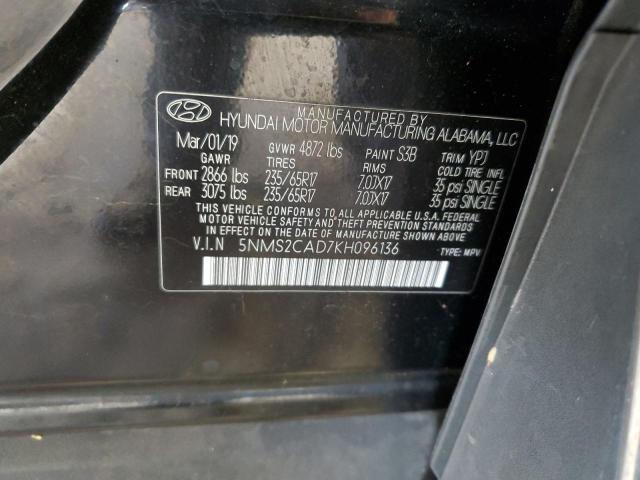 MANUFACTURED BY
HYUNDAI MOTOR MANUFACTURING ALABAMA, LLC
Mar/01/19 GVWR 4872 lbs PAINT S3B TRIM YPJ
GAWR TIRES RIMS COLD TIRE INFL
FRONT 2866 lbs 235/65R17 7.0JX17 35 psi SINGLE
REAR 3075 lbs 235/65R17 7.0JX17 35 psi SINGLE
THIS VEHICLE CONFORMS TO ALL APPLICABLE U.S.A. FEDERAL
MOTOR VEHICLE SAFETY AND THEFT PREVENTION STANDARDS
IN EFFECT ON THE DATE OF MANUFACTURE SHOWN ABOVE.
V.I.N 5NMS2CAD7KH096136 TYPE: MPV